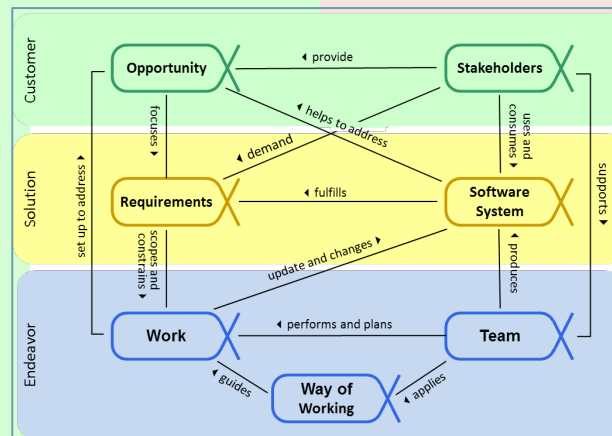 Customer
Opportunity
◄ provide
Stakeholders
focuses ►
◄ helps to address
uses and
consumes ►
◄ demand
set up to address ►
supports ►
Solution
Requirements
◄ fulfills
Software
System
scopes and
constrains ►
update and changes ►
◄ produces
Endeavor
Work
◄ performs and plans
Team
◄ guides
Way of
Working
◄ applies